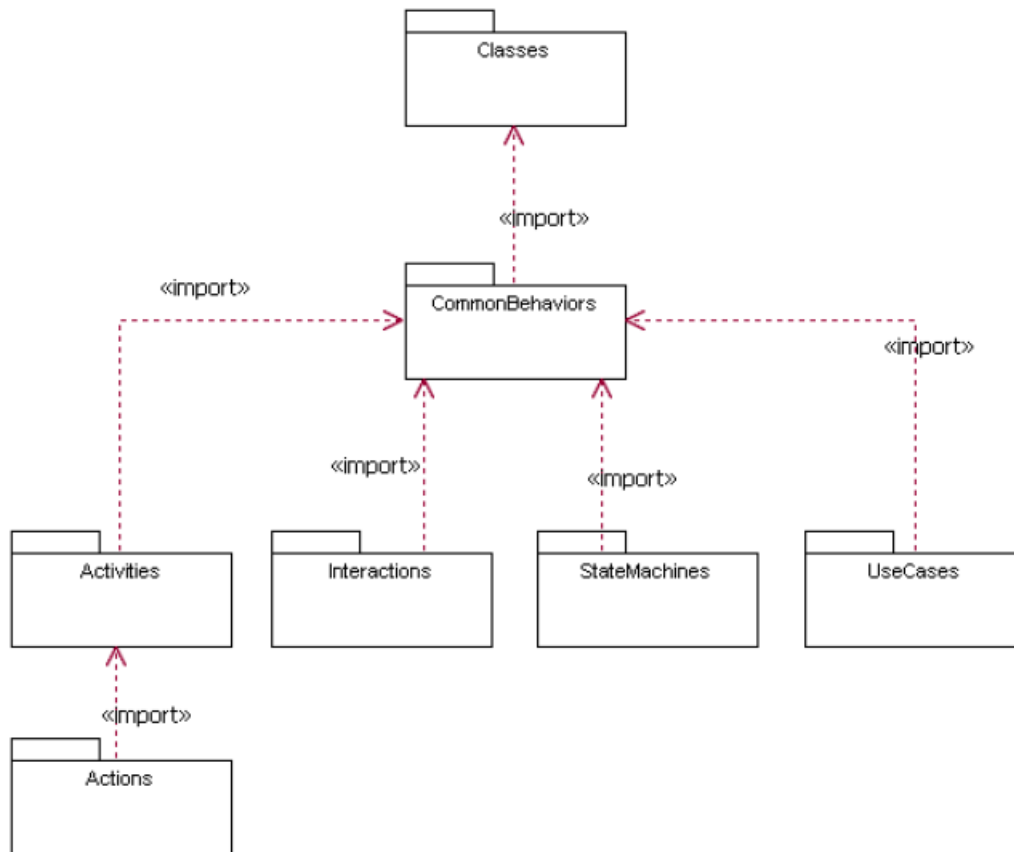 Classes
«import»
«import»
CommonBehaviors
«import»
«import»
«import»
Activities
Interactions
StateMachines
UseCases
«import»
Actions